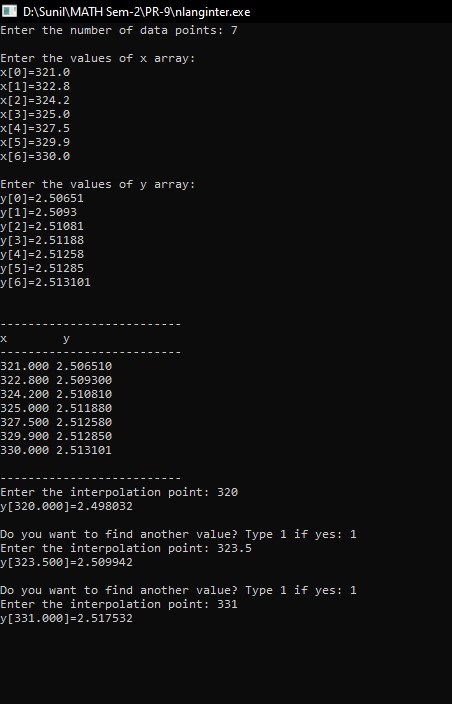 D:\Sunil\MATH Sem-2\PR-9\nlanginter.exe
Enter the number of data points: 7
Enter the values of x array:
x[0]=321.0
x[1]=322.8
x[2]=324.2
x[3]=325.0
x[4]=327.5
x[5]=329.9
x[6]=330.0
Enter the values of y array:
y[0]=2.50651
y[1]=2.5093
y[2]=2.51081
y[3]=2.51188
y[4]=2.51258
y[5]=2.51285
y[6]=2.513101
--------------------------
x        y
--------------------------
321.000 2.506510
322.800 2.509300
324.200 2.510810
325.000 2.511880
327.500 2.512580
329.900 2.512850
330.000 2.513101
--------------------------
Enter the interpolation point: 320
y[320.000]=2.498032
Do you want to find another value? Type 1 if yes: 1
Enter the interpolation point: 323.5
y[323.500]=2.509942
Do you want to find another value? Type 1 if yes: 1
Enter the interpolation point: 331
y[331.000]=2.517532